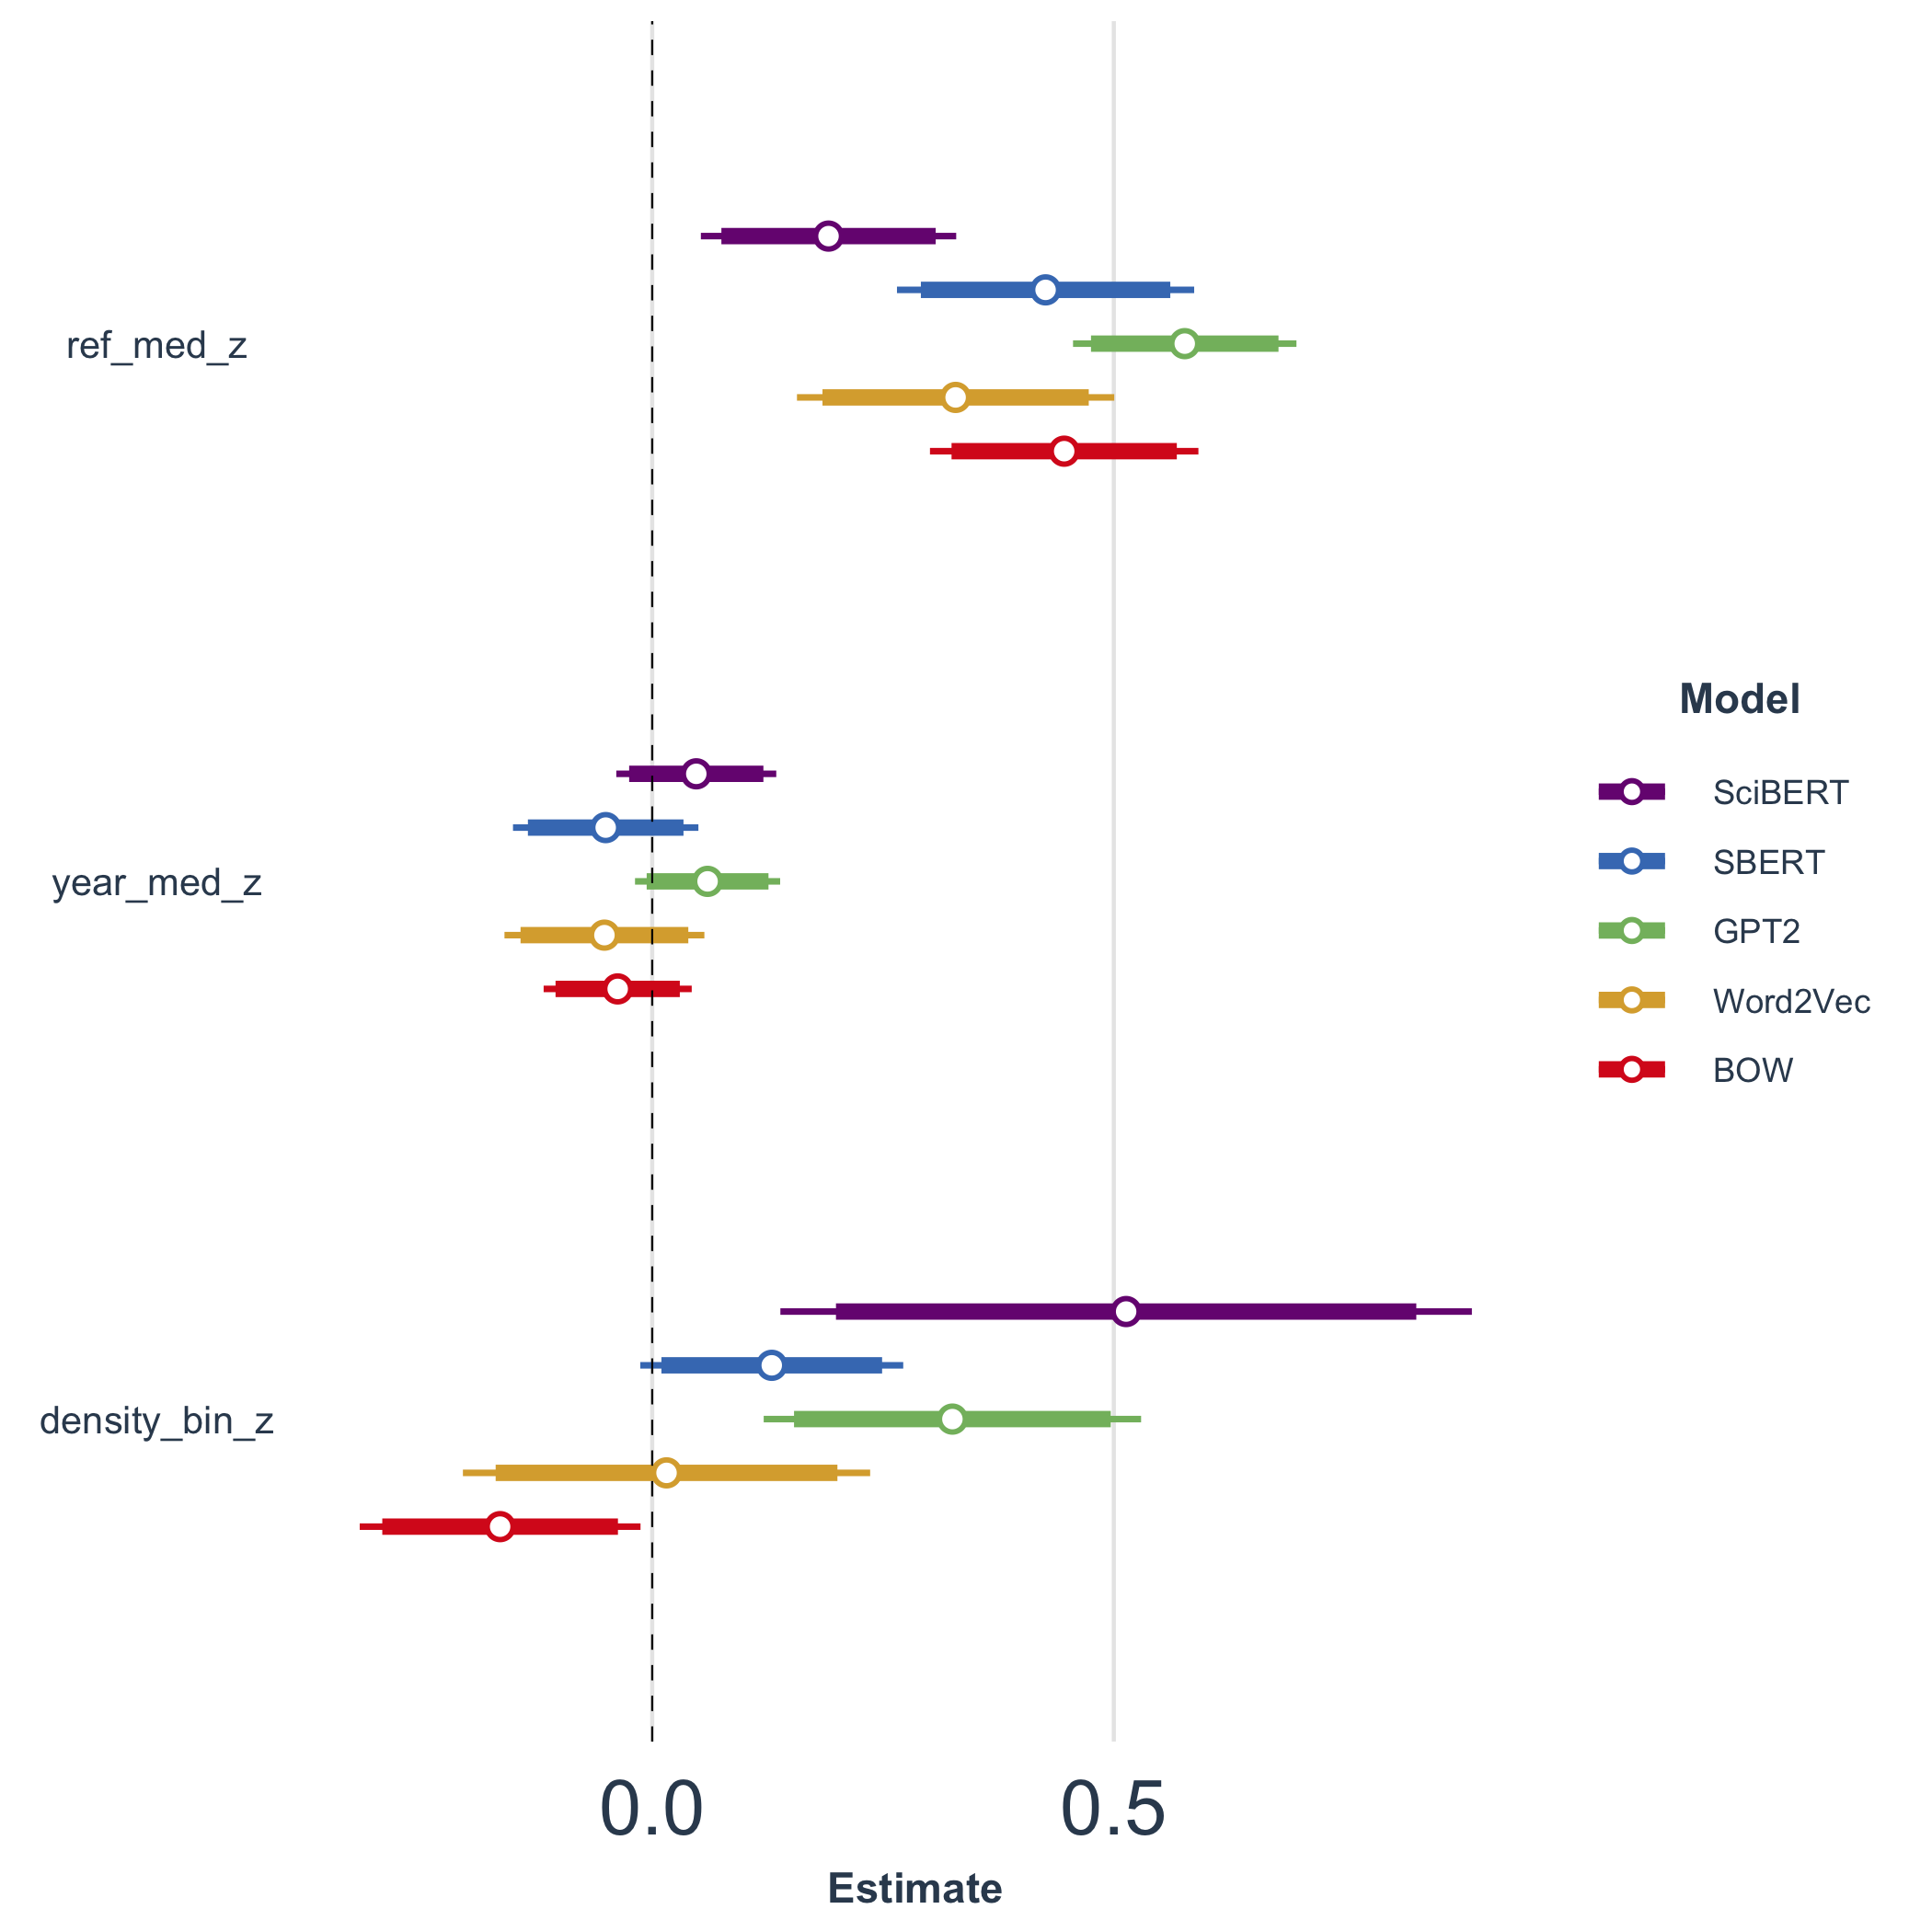 ref_med_z
year_med_z
density_bin_z
0.0
0.5
Estimate
Model
SciBERT
SBERT
GPT2
Word2Vec
BOW